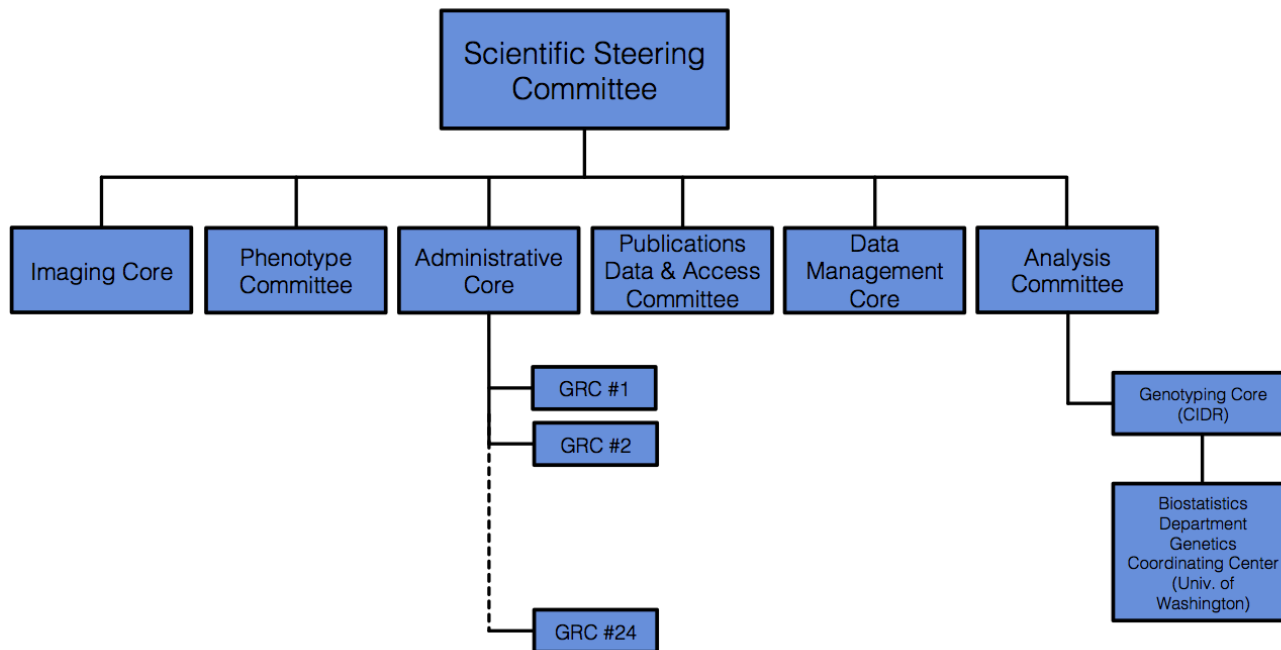 Scientific Steering
Committee
Imaging Core
Phenotype
Committee
Administrative
Core
Publications
Data & Access
Committee
Data
Management
Core
Analysis
Committee
GRC #1
GRC #2
GRC #24
Genotyping Core
(CIDR)
Biostatistics
Department
Genetics
Coordinating Center
(Univ. of
Washington)